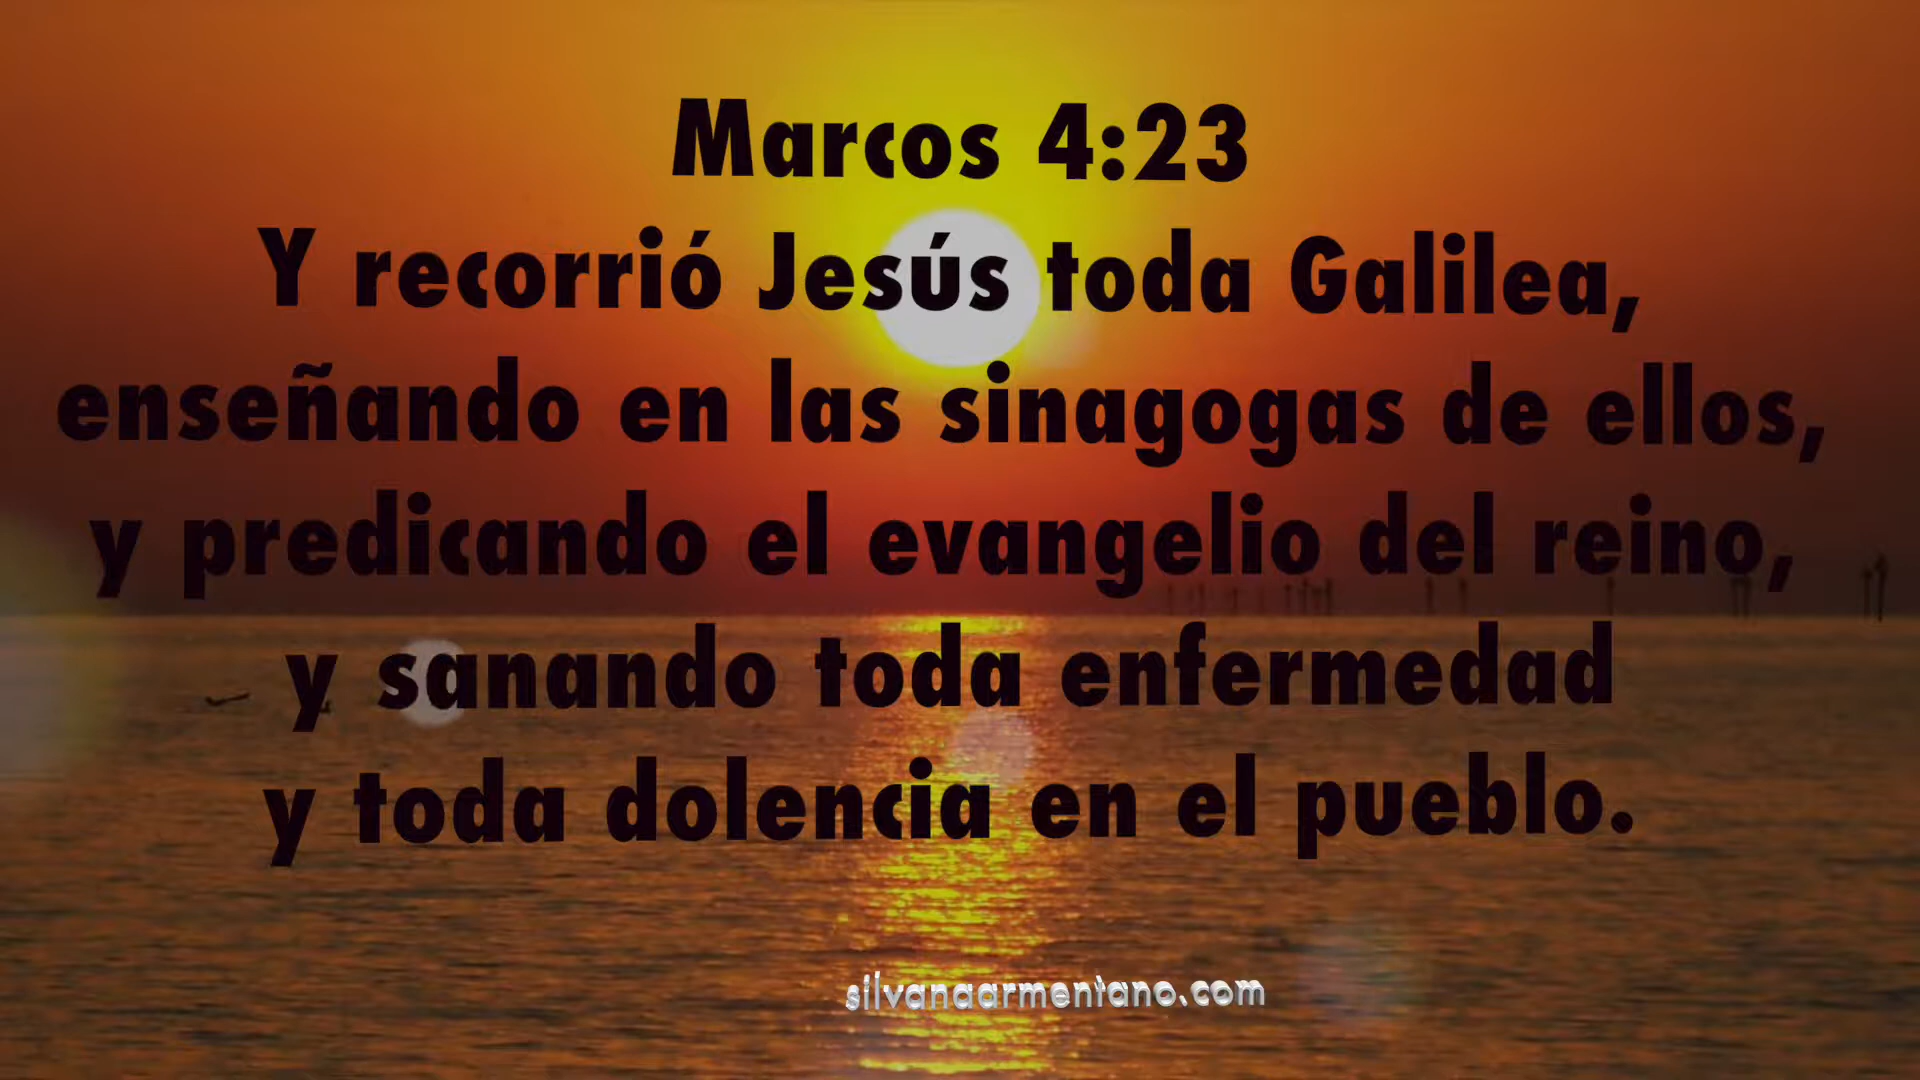 Marcos 4:23
Y recorrió Jesús toda Galilea,
enseñando en las sinagogas de ellos,
y predicando el evangelio del reino,
y sanando toda enfermedad
y toda dolencia en el pueblo.
silvanaarmentano.com